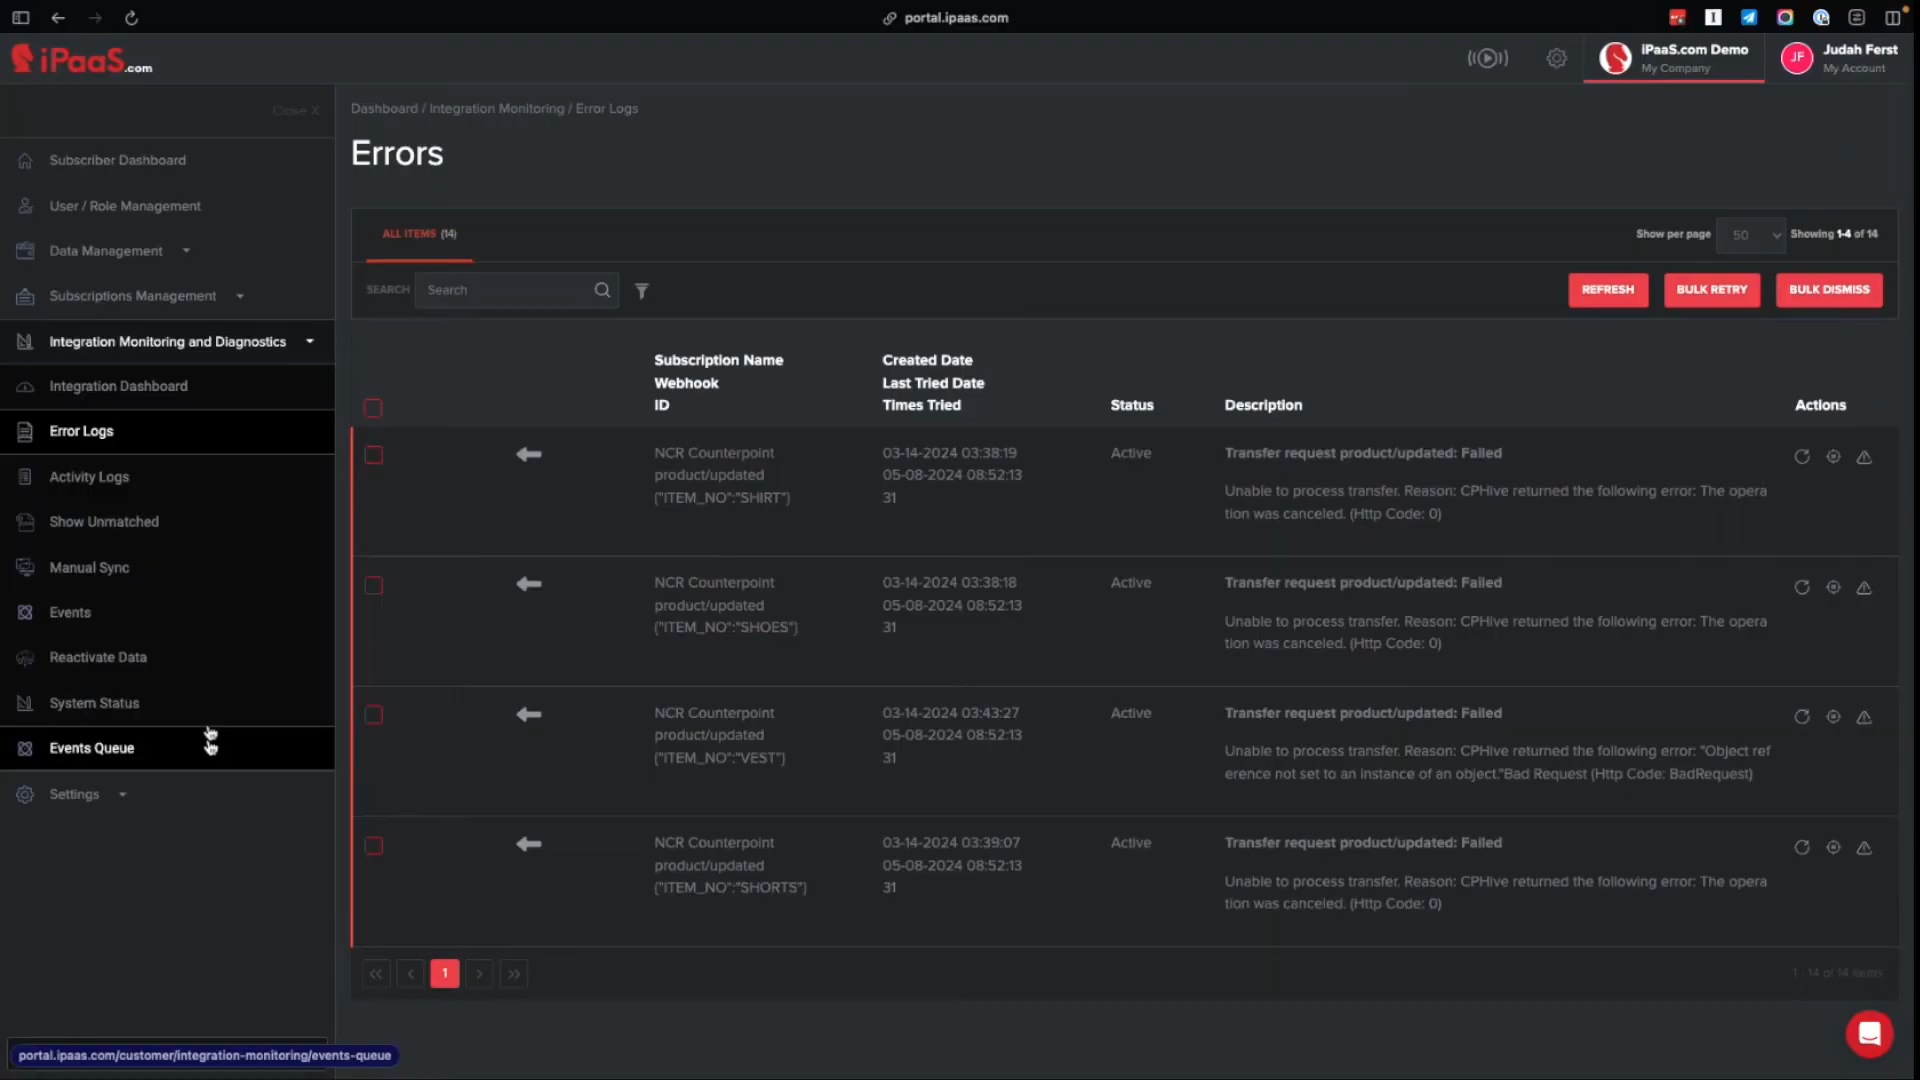 portal.ipaas.com
iPaaS.com
iPaaS.com Demo
My Company
JF
Judah Ferst
My Account
Close X
Subscriber Dashboard
User / Role Management
Data Management
Subscriptions Management
Integration Monitoring and Diagnostics
Integration Dashboard
Error Logs
Activity Logs
Show Unmatched
Manual Sync
Events
Reactivate Data
System Status
Events Queue
Settings
portal.ipaas.com/customer/integration-monitoring/events-queue
Dashboard / Integration Monitoring / Error Logs
Errors
ALL ITEMS (14)
Show per page 50 Showing 1-4 of 14
SEARCH Search
REFRESH BULK RETRY BULK DISMISS
Subscription Name
Webhook
ID
Created Date
Last Tried Date
Times Tried
Status
Description
Actions
NCR Counterpoint
product/updated
{"ITEM_NO":"SHIRT"}
03-14-2024 03:38:19
05-08-2024 08:52:13
31
Active
Transfer request product/updated: Failed
Unable to process transfer. Reason: CPHive returned the following error: The opera
tion was canceled. (Http Code: 0)
NCR Counterpoint
product/updated
{"ITEM_NO":"SHOES"}
03-14-2024 03:38:18
05-08-2024 08:52:13
31
Active
Transfer request product/updated: Failed
Unable to process transfer. Reason: CPHive returned the following error: The opera
tion was canceled. (Http Code: 0)
NCR Counterpoint
product/updated
{"ITEM_NO":"VEST"}
03-14-2024 03:43:27
05-08-2024 08:52:13
31
Active
Transfer request product/updated: Failed
Unable to process transfer. Reason: CPHive returned the following error: "Object ref
erence not set to an instance of an object."Bad Request (Http Code: BadRequest)
NCR Counterpoint
product/updated
{"ITEM_NO":"SHORTS"}
03-14-2024 03:39:07
05-08-2024 08:52:13
31
Active
Transfer request product/updated: Failed
Unable to process transfer. Reason: CPHive returned the following error: The opera
tion was canceled. (Http Code: 0)
1
1 - 14 of 14 items